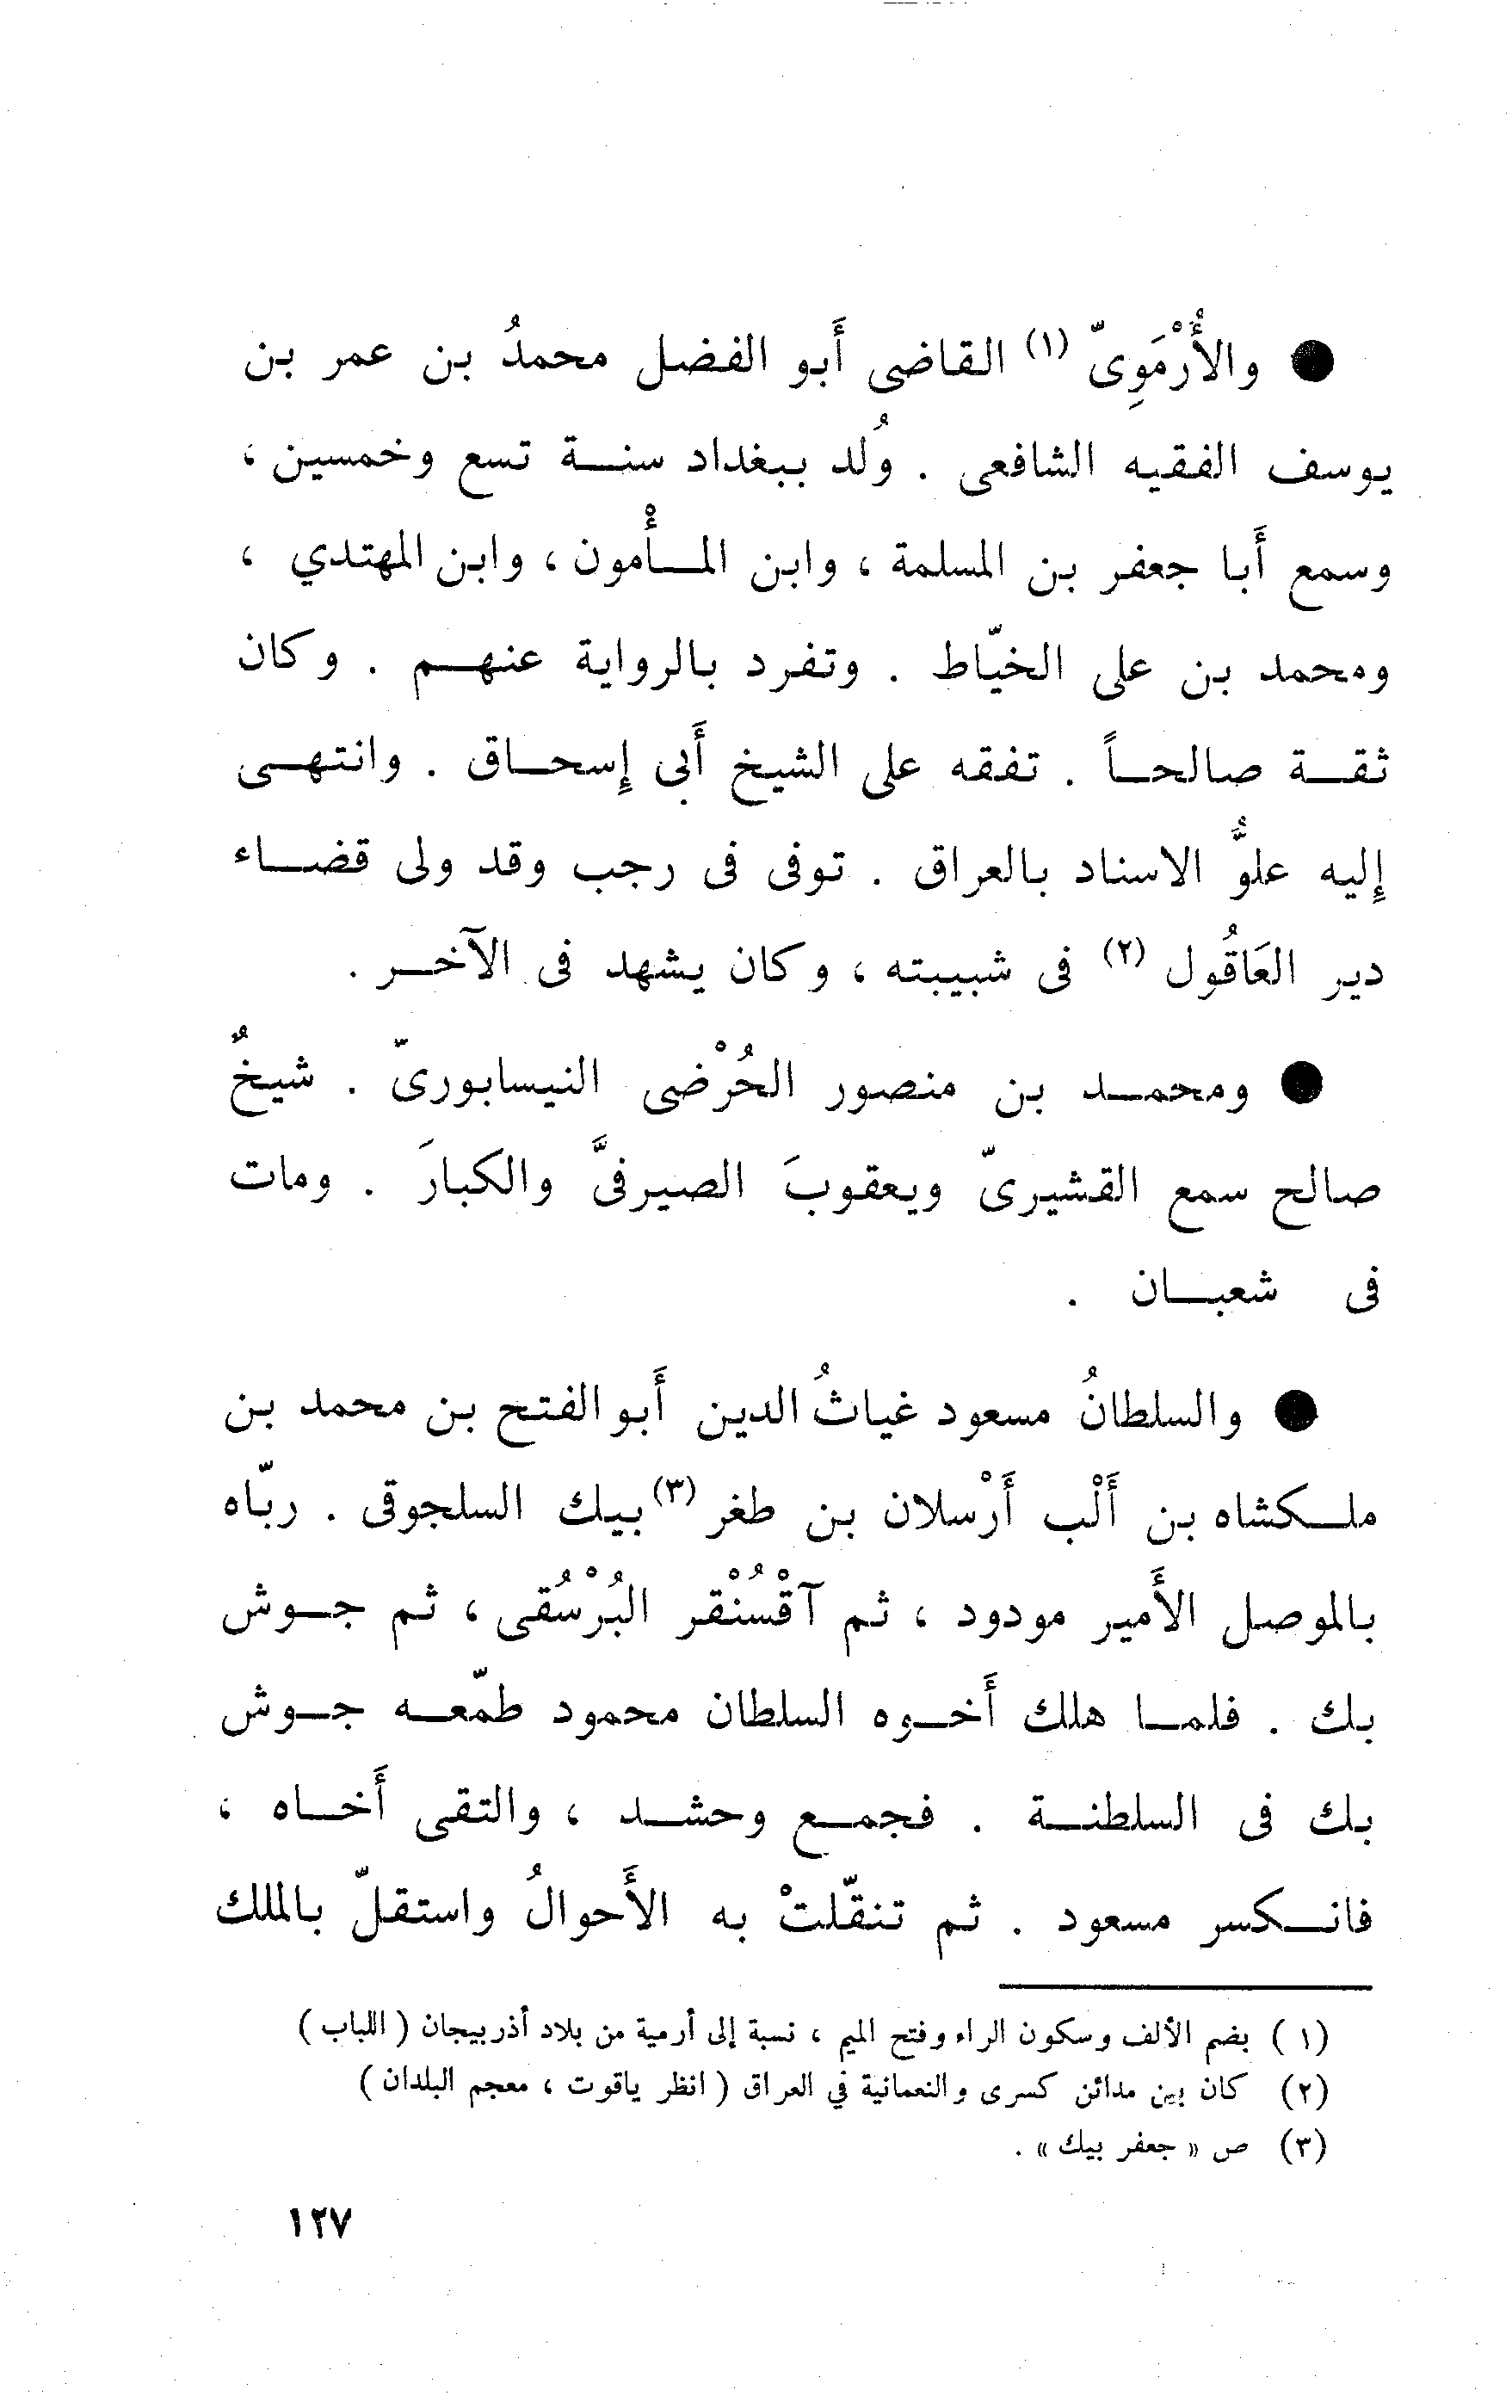 ● والأُرْمَوِىّ (١) القاضى أَبو الفضل محمدُ بن عمر بن
يوسف الفقيه الشافعى . وُلد ببغداد سنة تسع وخمسين ،
وسمع أَبا جعفر بن المسلمة ، وابن المأْمون ، وابن المهتدي ،
ومحمد بن على الخيّاط . وتفرد بالرواية عنهم . وكان
ثقة صالحاً . تفقه على الشيخ أَبى إِسحاق . وانتهى
إِليه علوُّ الاسناد بالعراق . توفى فى رجب وقد ولى قضاء
دير العَاقُول (٢) فى شبيبته ، وكان يشهد فى الآخر .
● ومحمد بن منصور الحُرْضى النيسابورىّ . شيخٌ
صالح سمع القشيرىّ ويعقوبَ الصيرفىَّ والكبارَ . ومات
فى شعبان .
● والسلطانُ مسعود غياثُ الدين أَبو الفتح بن محمد بن
ملكشاه بن أَلْب أَرْسلان بن طغر (٣) بيك السلجوقى . ربّاه
بالموصل الأَمير مودود ، ثم آقْسُنْقر البُرْسُقى ، ثم جوش
بك . فلما هلك أَخوه السلطان محمود طمّعه جوش
بك فى السلطنة . فجمع وحشد ، والتقى أَخاه ،
فانكسر مسعود . ثم تنقّلتْ به الأَحوالُ واستقلّ بالملك
(١) بضم الألف وسكون الراء وفتح الميم ، نسبة إلى أرمية من بلاد أذربيجان ( اللباب )
(٢) كان بين مدائن كسرى والنعمانية في العراق ( انظر ياقوت ، معجم البلدان )
(٣) ص « جعفر بيك » .
١٢٧